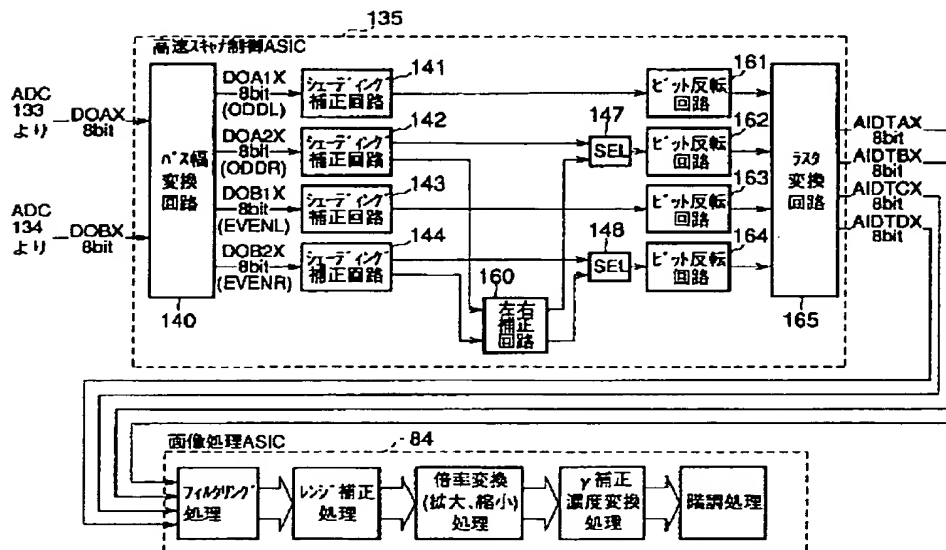 135
高速スキャナ制御ASIC
ADC
133
より
DOAX
8bit
ADC
134
より
DOBX
8bit
バス幅
変換
回路
140
DOA1X
8bit
(ODDL)
DOA2X
8bit
(ODDR)
DOB1X
8bit
(EVENL)
DOB2X
8bit
(EVENR)
シェーディング
補正回路
141
シェーディング
補正回路
142
シェーディング
補正回路
143
シェーディング
補正回路
144
160
左右
補正
回路
147
SEL
148
SEL
ビット反転
回路
161
ビット反転
回路
162
ビット反転
回路
163
ビット反転
回路
164
ラスタ
変換
回路
165
AIDTAX
8bit
AIDTBX
8bit
AIDTCX
8bit
AIDTDX
8bit
画像処理ASIC
84
フィルタリング
処理
レンジ補正
処理
倍率変換
(拡大、縮小)
処理
γ補正
濃度変換
処理
階調処理